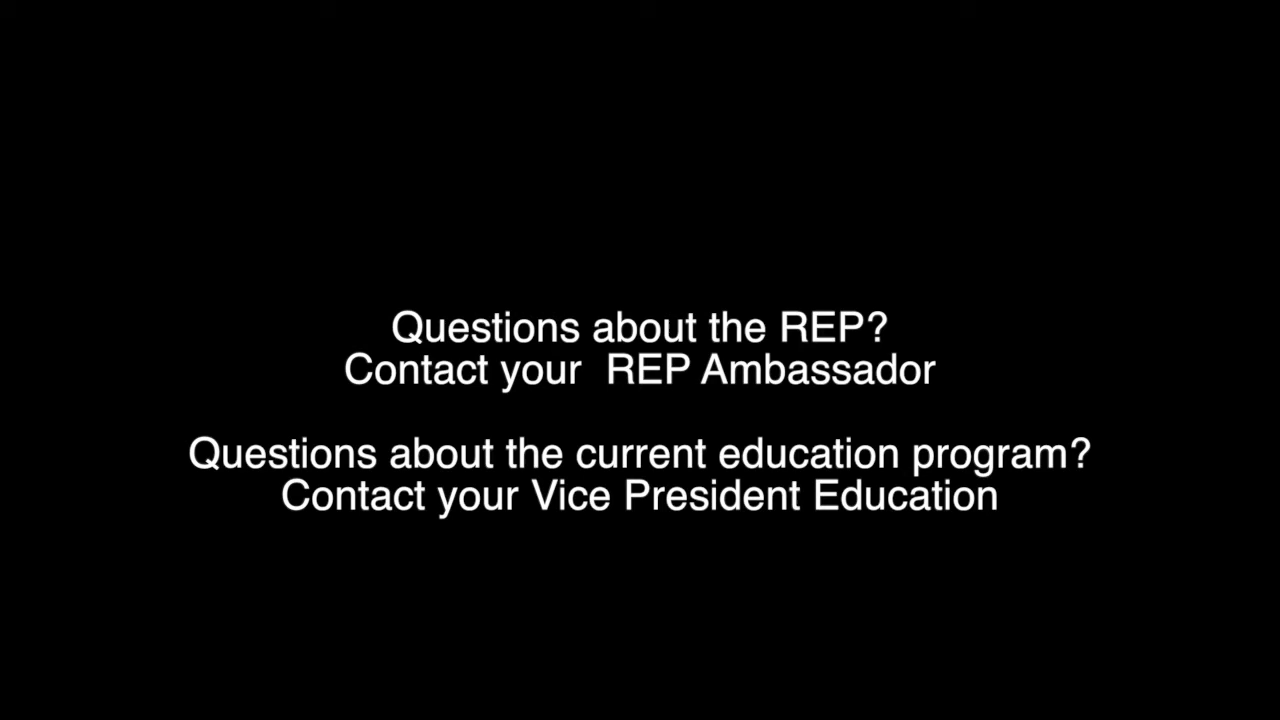 Questions about the REP?
Contact your  REP Ambassador
Questions about the current education program?
Contact your Vice President Education